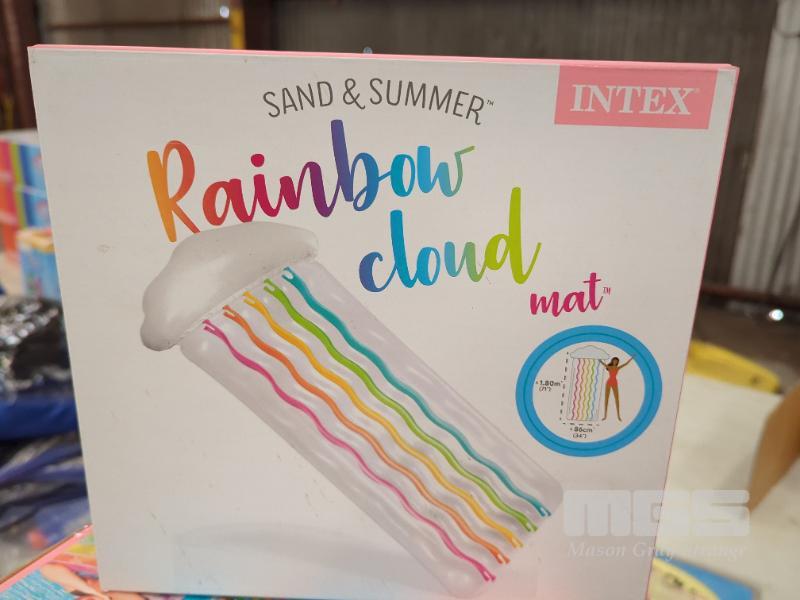 SAND & SUMMER™
INTEX
Rainbow
cloud
mat™
1.80m
(71")
86cm
(34")
MGS
Mason Gray Strange